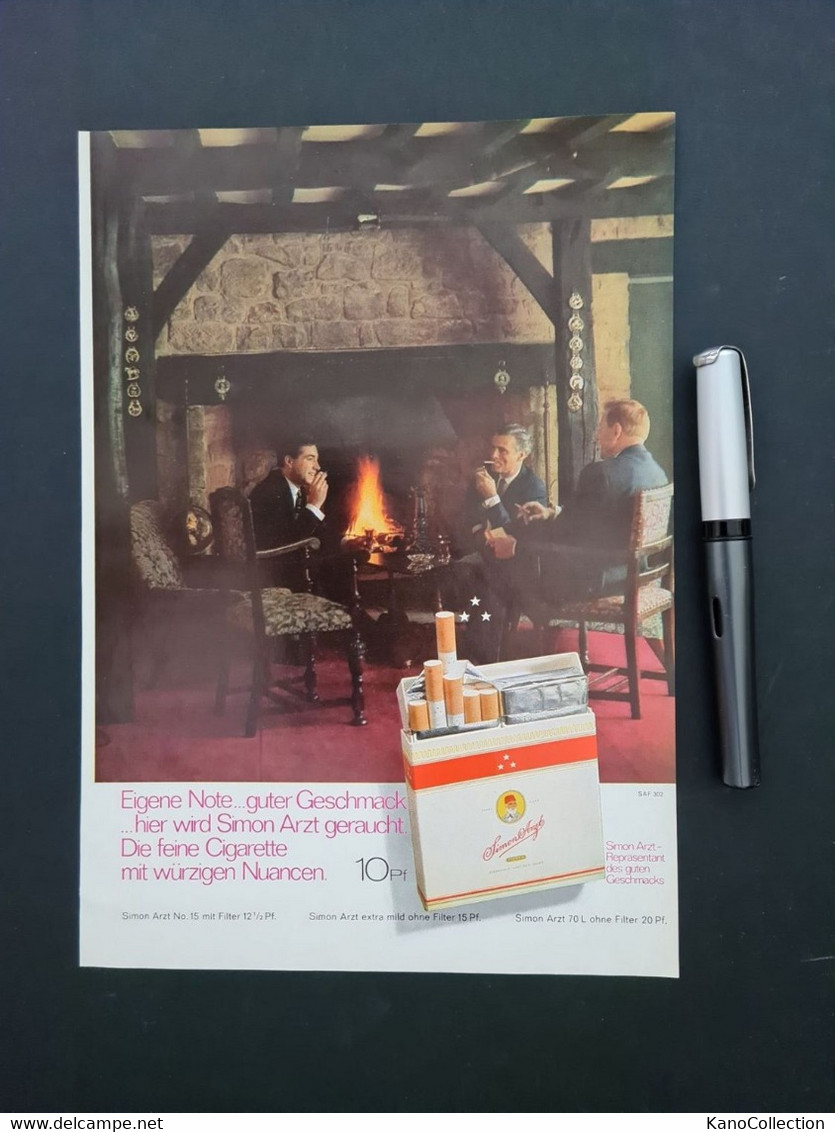 SAF 302
Eigene Note...guter Geschmack
...hier wird Simon Arzt geraucht.
Die feine Cigarette
mit würzigen Nuancen. 10 Pf
Simon Arzt
Simon Arzt-
Repräsentant
des guten
Geschmacks
Simon Arzt No. 15 mit Filter 12 ½ Pf.
Simon Arzt extra mild ohne Filter 15 Pf.
Simon Arzt 70 L ohne Filter 20 Pf.
delcampe.net
KanoCollection